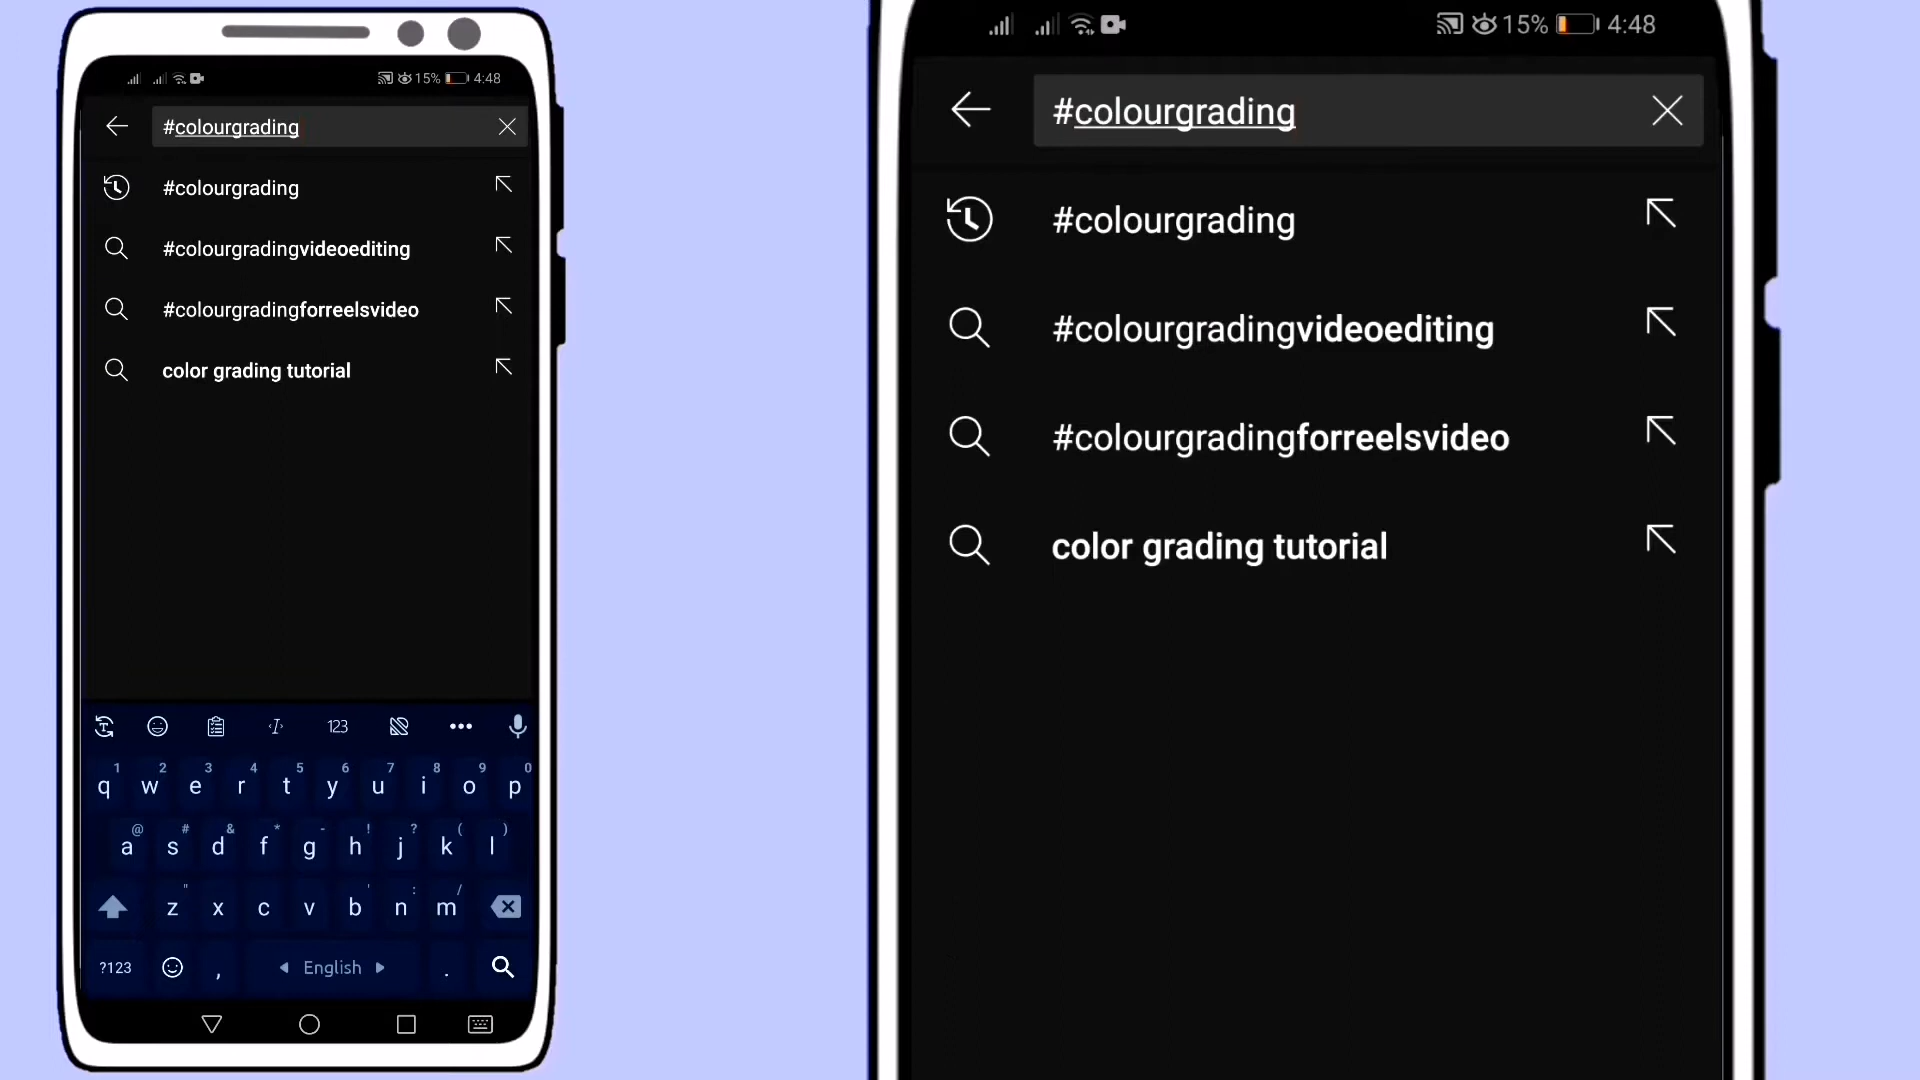 15% 4:48
#colourgrading
#colourgrading
#colourgradingvideoediting
#colourgradingforreelsvideo
color grading tutorial
123
1 2 3 4 5 6 7 8 9 0
q w e r t y u i o p
@ # & * - ! ? ( )
a s d f g h j k l
" ' : /
z x c v b n m
?123 , English .
15% 4:48
#colourgrading
#colourgrading
#colourgradingvideoediting
#colourgradingforreelsvideo
color grading tutorial